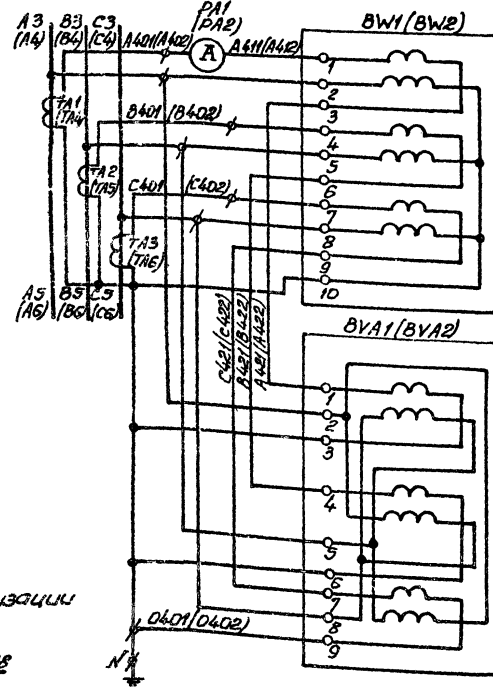 A3 B3 C3
(A4) (B4) (C4)
PA1
(PA2)
A401(A402)
A
A411(A412)
BW1(BW2)
1
2
3
4
5
6
7
8
9
10
TA1
(TA4)
B401(B402)
TA2
(TA5)
C401 (C402)
TA3
(TA6)
A5 B5 C5
(A6) (B6) (C6)
C421(C422)
B421(B422)
A421(A422)
BVA1(BVA2)
1
2
3
4
5
6
7
8
9
0401(0402)
N